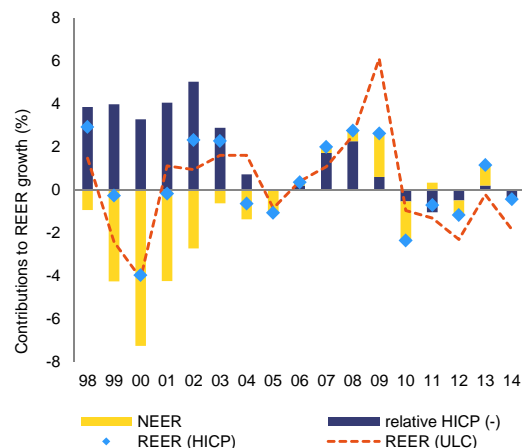 Contributions to REER growth (%)
8
6
4
2
0
-2
-4
-6
-8
98 99 00 01 02 03 04 05 06 07 08 09 10 11 12 13 14
NEER relative HICP (-)
REER (HICP) REER (ULC)